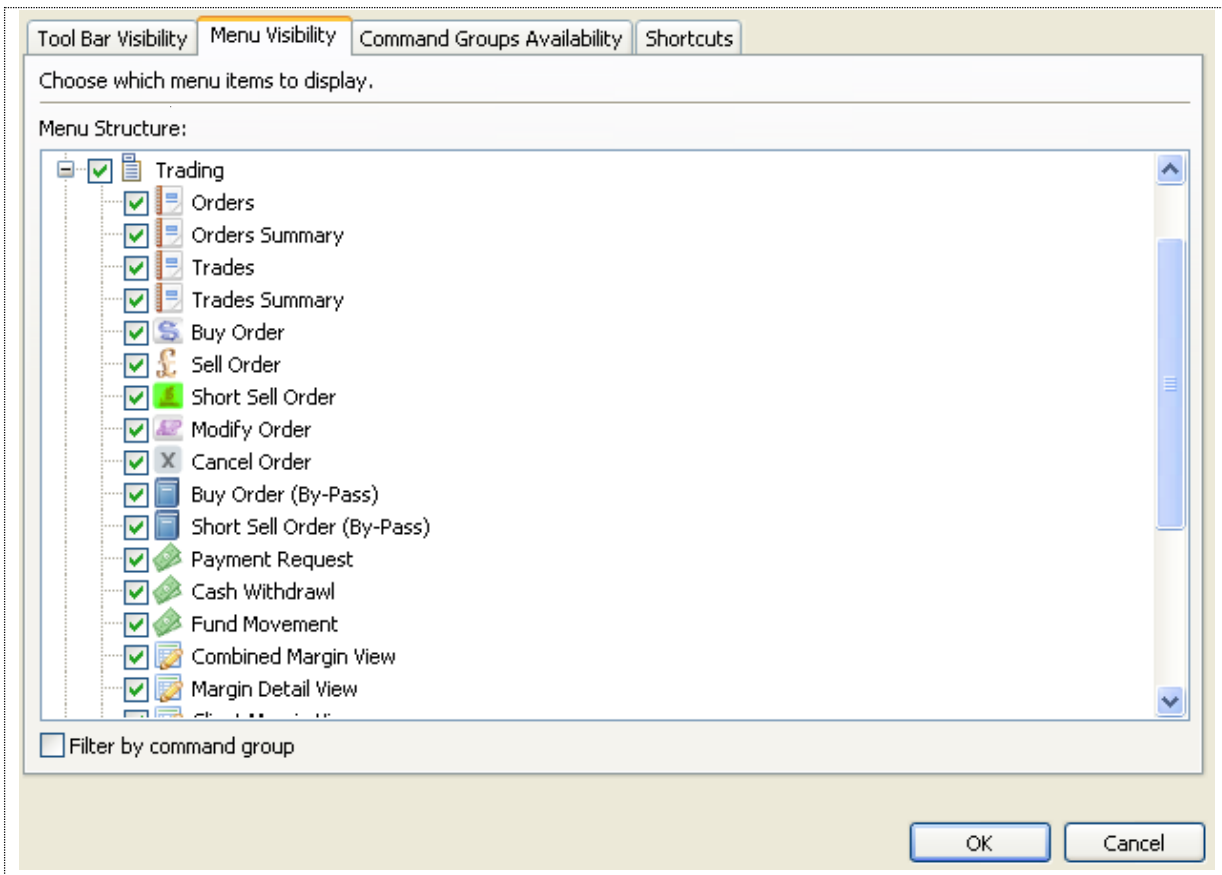 Tool Bar Visibility Menu Visibility Command Groups Availability Shortcuts
Choose which menu items to display.
Menu Structure:
Trading
Orders
Orders Summary
Trades
Trades Summary
Buy Order
Sell Order
Short Sell Order
Modify Order
Cancel Order
Buy Order (By-Pass)
Short Sell Order (By-Pass)
Payment Request
Cash Withdrawl
Fund Movement
Combined Margin View
Margin Detail View
Filter by command group
OK Cancel